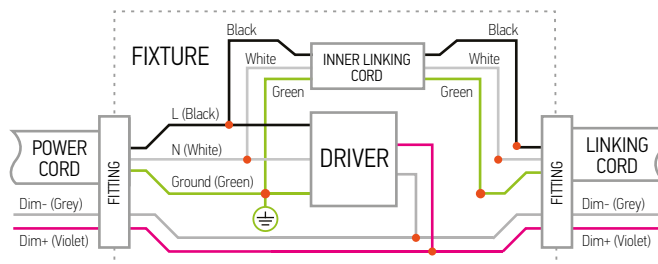 Black
Black
FIXTURE
White
INNER LINKING
CORD
White
Green
Green
L (Black)
POWER
CORD
FITTING
N (White)
DRIVER
FITTING
LINKING
CORD
Ground (Green)
Dim- (Grey)
Dim- (Grey)
Dim+ (Violet)
Dim+ (Violet)